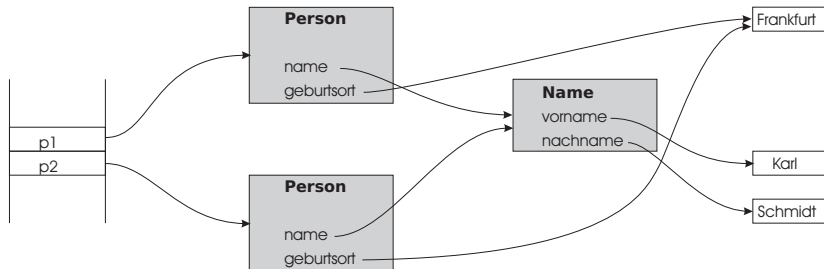 Person
name
geburtsort
Frankfurt
Name
vorname
nachname
p1
p2
Karl
Schmidt
Person
name
geburtsort